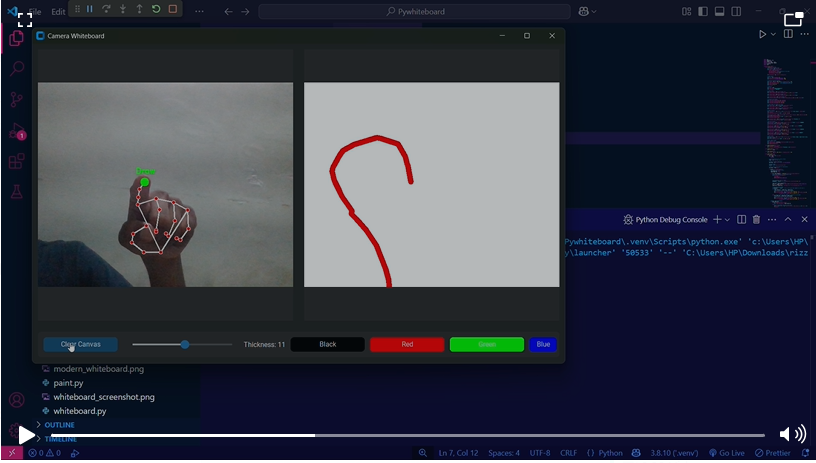 File Edit ...
Pywhiteboard
Camera Whiteboard
Draw
Clear Canvas
Thickness: 11
Black
Red
Green
Blue
1
Python Debug Console
Pywhiteboard\.venv\Scripts\python.exe' 'c:\Users\HP\
y\launcher' '50533' '--' 'C:\Users\HP\Downloads\rizz
modern_whiteboard.png
paint.py
whiteboard_screenshot.png
whiteboard.py
OUTLINE
TIMELINE
0 0
Ln 7, Col 12
Spaces: 4
UTF-8
CRLF
{ } Python
3.8.10 ('.venv')
Go Live
Prettier